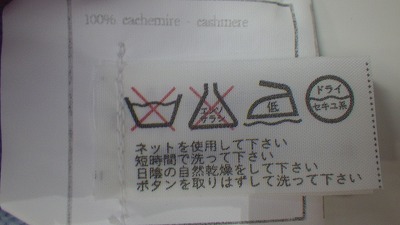 100% cachemire - cashmere
エンソ
サラシ
低
ドライ
セキユ系
ネットを使用して下さい
短時間で洗って下さい
日陰の自然乾燥をして下さい
ボタンを取りはずして洗って下さい